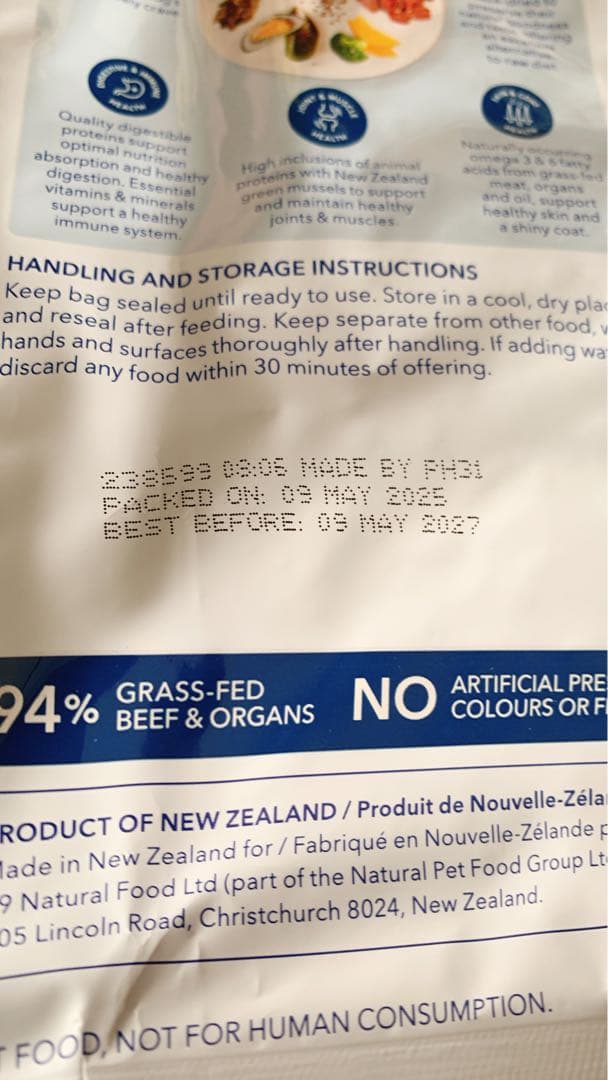 DIGESTIVE & IMMUNE
HEALTH
JOINT & MUSCLE
HEALTH
HEALTH
Quality digestible
proteins support
optimal nutrition
absorption and healthy
digestion. Essential
vitamins & minerals
support a healthy
immune system.
High inclusions of animal
proteins with New Zealand
green mussels to support
and maintain healthy
joints & muscles.
Naturally occurring
omega 3 & 6 fatty
acids from grass-fed
meat, organs
and oil, support
healthy skin and
a shiny coat.
HANDLING AND STORAGE INSTRUCTIONS
Keep bag sealed until ready to use. Store in a cool, dry plac
and reseal after feeding. Keep separate from other food, w
hands and surfaces thoroughly after handling. If adding wa
discard any food within 30 minutes of offering.
238599 08:06 MADE BY PH31
PACKED ON: 09 MAY 2025
BEST BEFORE: 09 MAY 2027
94% GRASS-FED
BEEF & ORGANS
NO ARTIFICIAL PRE
COLOURS OR F
RODUCT OF NEW ZEALAND / Produit de Nouvelle-Zéla
Made in New Zealand for / Fabriqué en Nouvelle-Zélande p
9 Natural Food Ltd (part of the Natural Pet Food Group Lt
05 Lincoln Road, Christchurch 8024, New Zealand.
T FOOD, NOT FOR HUMAN CONSUMPTION.